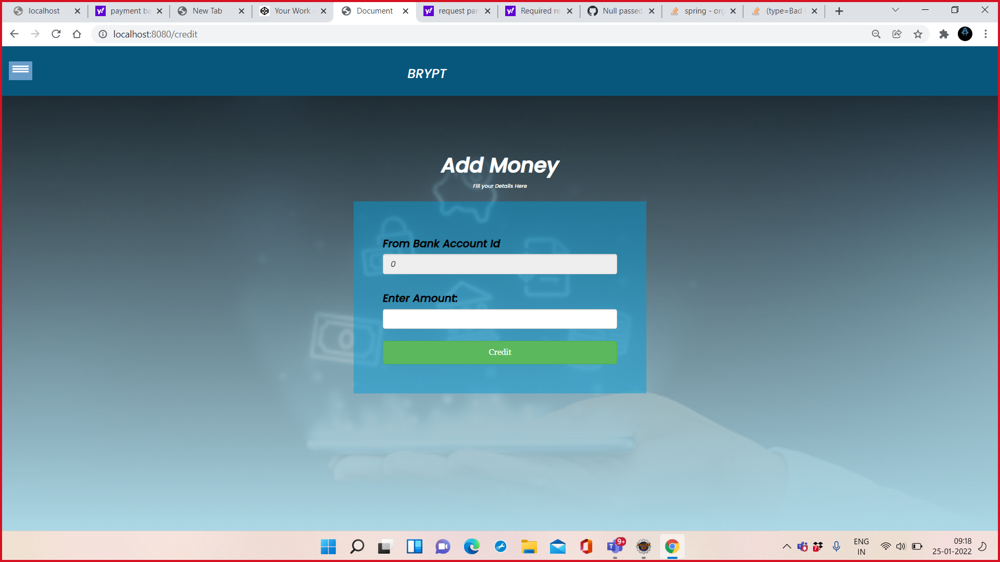 localhost
payment ba
New Tab
Your Work -
Document
request par
Required re
Null passed
spring - org
(type=Bad
localhost:8080/credit
BRYPT
Add Money
Fill your Details Here
From Bank Account Id
0
Enter Amount:
Credit
9+
7
ENG
IN
09:18
25-01-2022